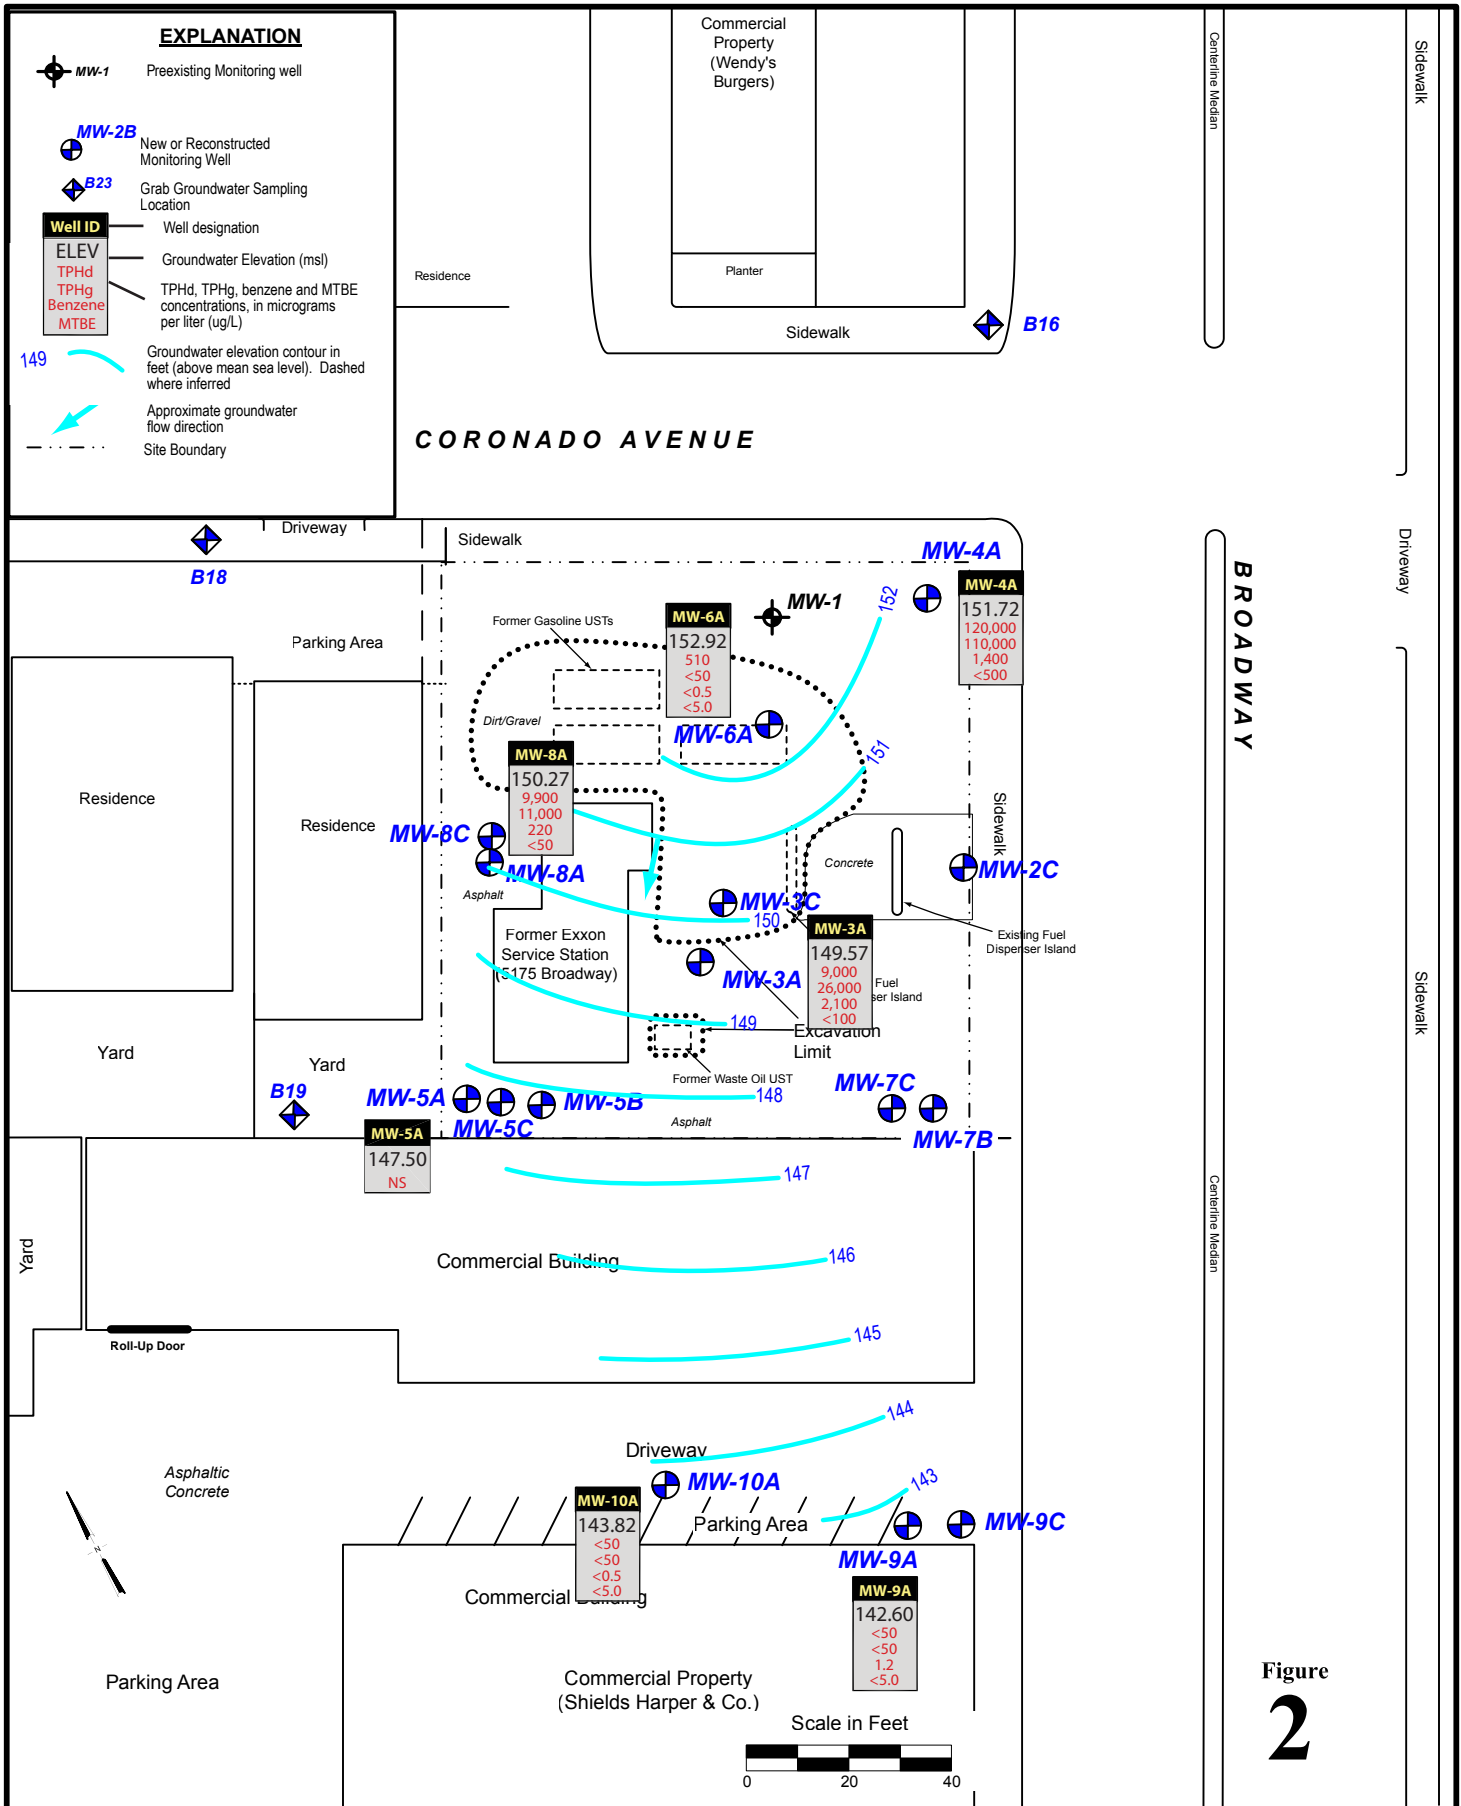 EXPLANATION
MW-1
Preexisting Monitoring well
MW-2B
New or Reconstructed
Monitoring Well
B23
Grab Groundwater Sampling
Location
Well ID
Well designation
ELEV
Groundwater Elevation (msl)
TPHd
TPHg
Benzene
MTBE
TPHd, TPHg, benzene and MTBE
concentrations, in micrograms
per liter (ug/L)
149
Groundwater elevation contour in
feet (above mean sea level). Dashed
where inferred
Approximate groundwater
flow direction
Site Boundary
Commercial
Property
(Wendy's
Burgers)
Centerline Median
Sidewalk
Residence
Planter
Sidewalk
B16
CORONADO AVENUE
Driveway
Sidewalk
B18
MW-4A
Driveway
BROADWAY
MW-4A
151.72
120,000
110,000
1,400
<500
152
MW-1
MW-6A
152.92
510
<50
<0.5
<5.0
Former Gasoline USTs
Parking Area
Dirt/Gravel
MW-6A
151
MW-8A
150.27
9,900
11,000
220
<50
Residence
Residence
MW-8C
MW-8A
Asphalt
Sidewalk
Concrete
MW-2C
MW-3C
150
Former Exxon
Service Station
(5175 Broadway)
MW-3A
149.57
9,000
26,000
2,100
<100
Existing Fuel
Dispenser Island
MW-3A
Fuel
ser Island
Sidewalk
149
Excavation
Limit
Yard
Yard
Former Waste Oil UST
MW-7C
B19
MW-5A
MW-5B
148
MW-5C
Asphalt
MW-7B
MW-5A
147.50
NS
147
Centerline Median
Yard
Commercial Building
146
Roll-Up Door
145
144
Driveway
Asphaltic
Concrete
MW-10A
143
MW-10A
143.82
<50
<50
<0.5
<5.0
Parking Area
MW-9C
MW-9A
N
Commercial Building
MW-9A
142.60
<50
<50
1.2
<5.0
Parking Area
Commercial Property
(Shields Harper & Co.)
Scale in Feet
0 20 40
Figure
2